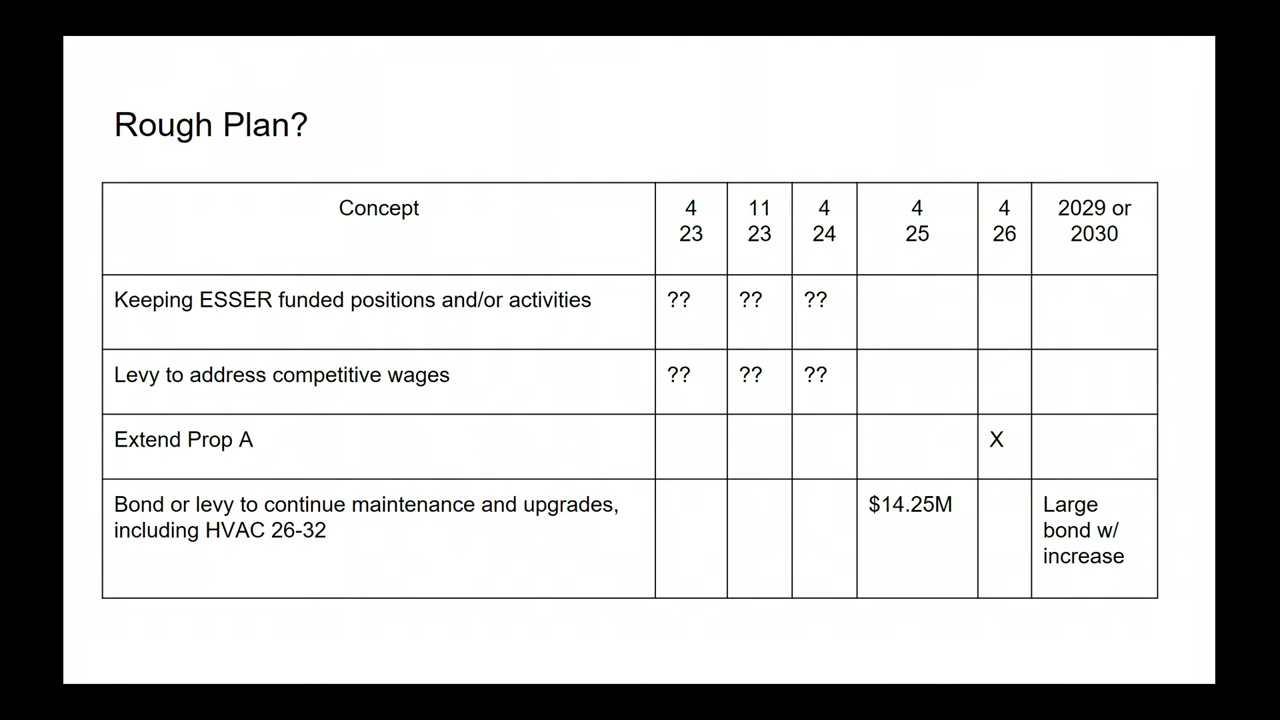 Rough Plan?
Concept
4
23
11
23
4
24
4
25
4
26
2029 or
2030
Keeping ESSER funded positions and/or activities
??
??
??
Levy to address competitive wages
??
??
??
Extend Prop A
X
Bond or levy to continue maintenance and upgrades,
including HVAC 26-32
$14.25M
Large
bond w/
increase